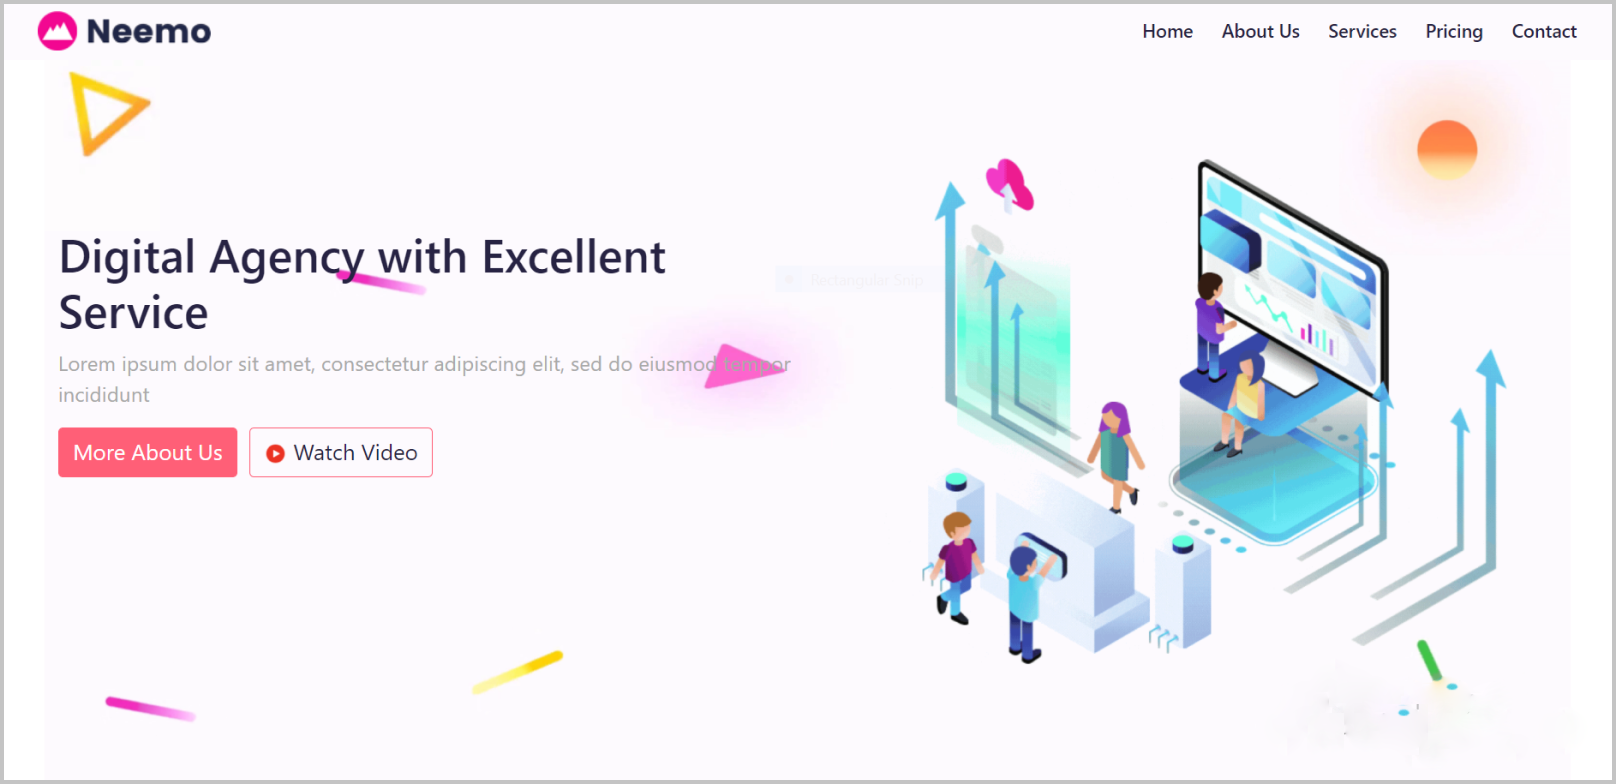 Neemo
Home About Us Services Pricing Contact
Digital Agency with Excellent
Service
Rectangular Snip
Lorem ipsum dolor sit amet, consectetur adipiscing elit, sed do eiusmod tempor
incididunt
More About Us Watch Video